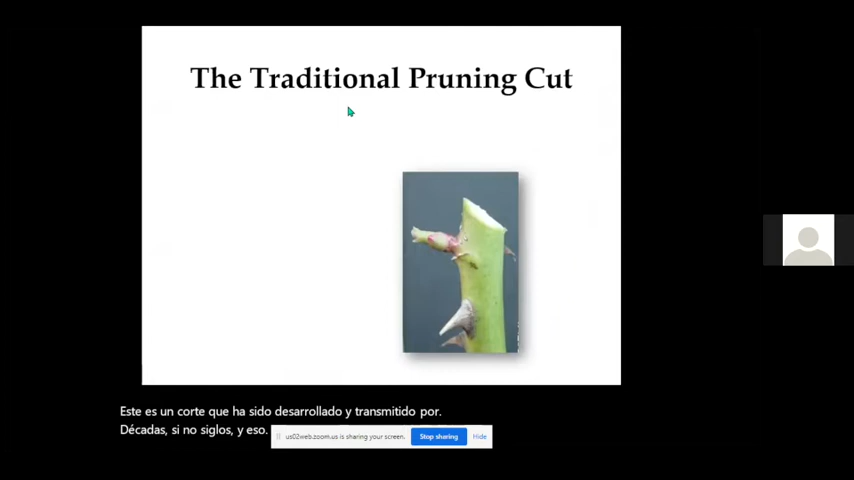 The Traditional Pruning Cut
Este es un corte que ha sido desarrollado y transmitido por.
Décadas, si no siglos, y eso.
us02web.zoom.us is sharing your screen. Stop sharing Hide